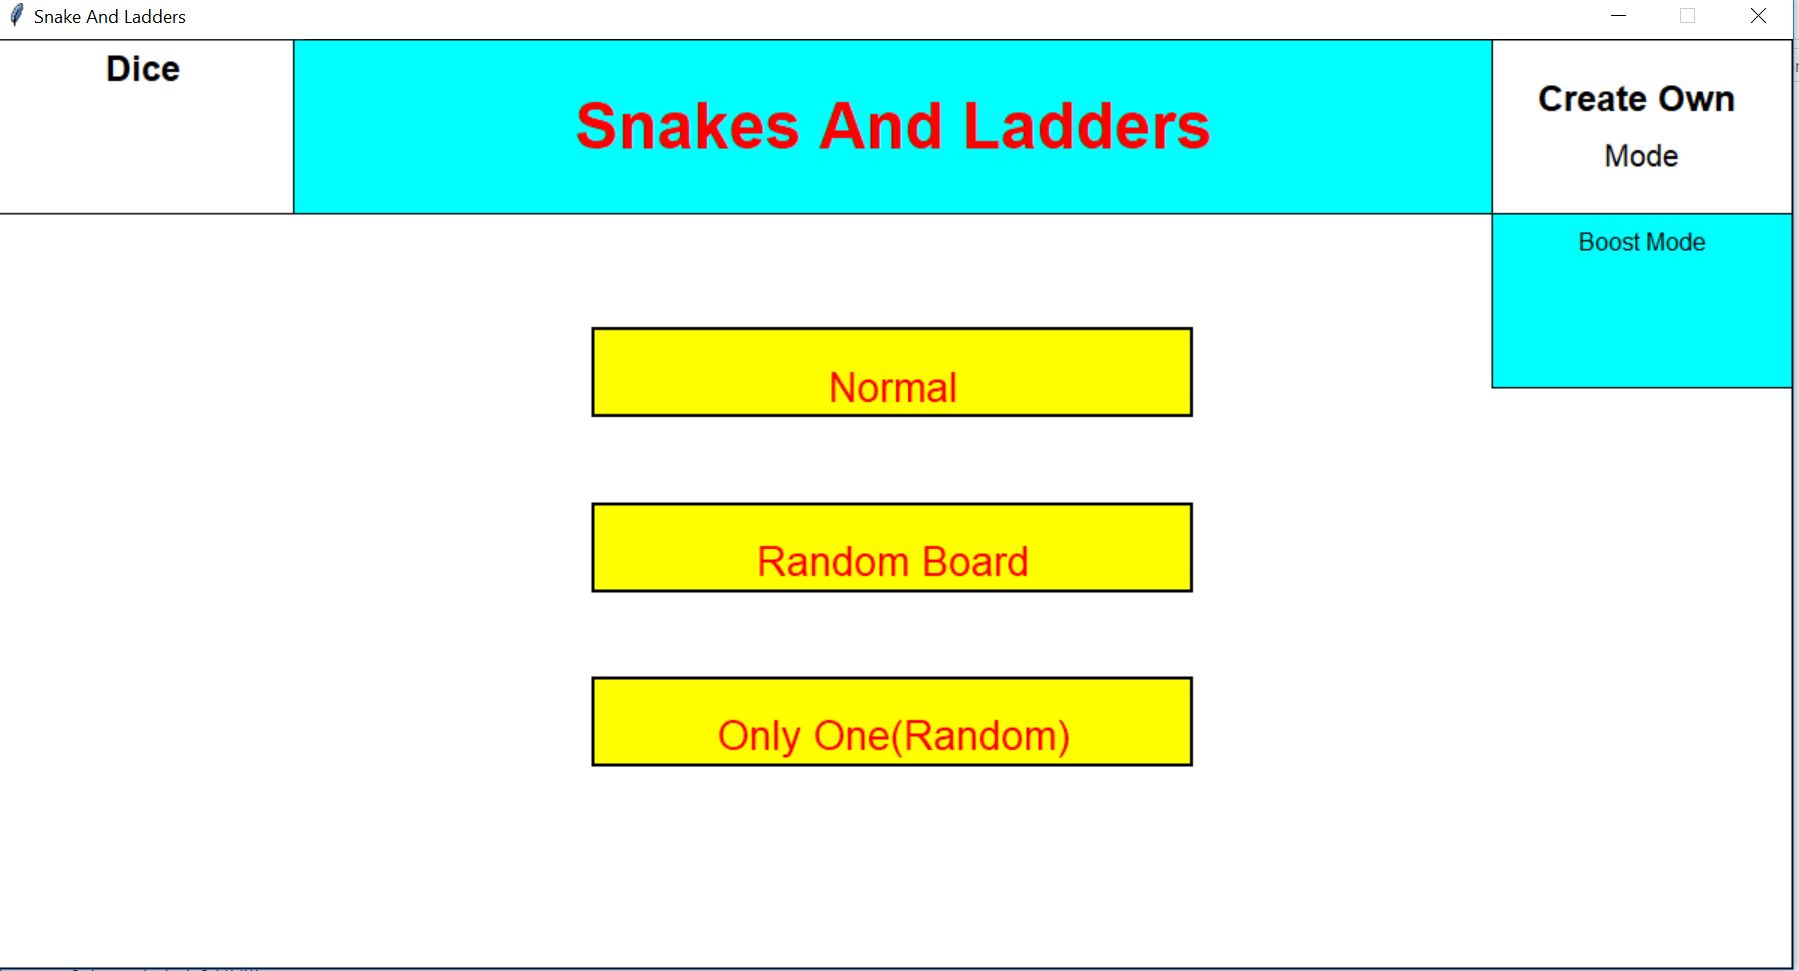 Snake And Ladders
Dice
Snakes And Ladders
Create Own
Mode
Boost Mode
Normal
Random Board
Only One(Random)